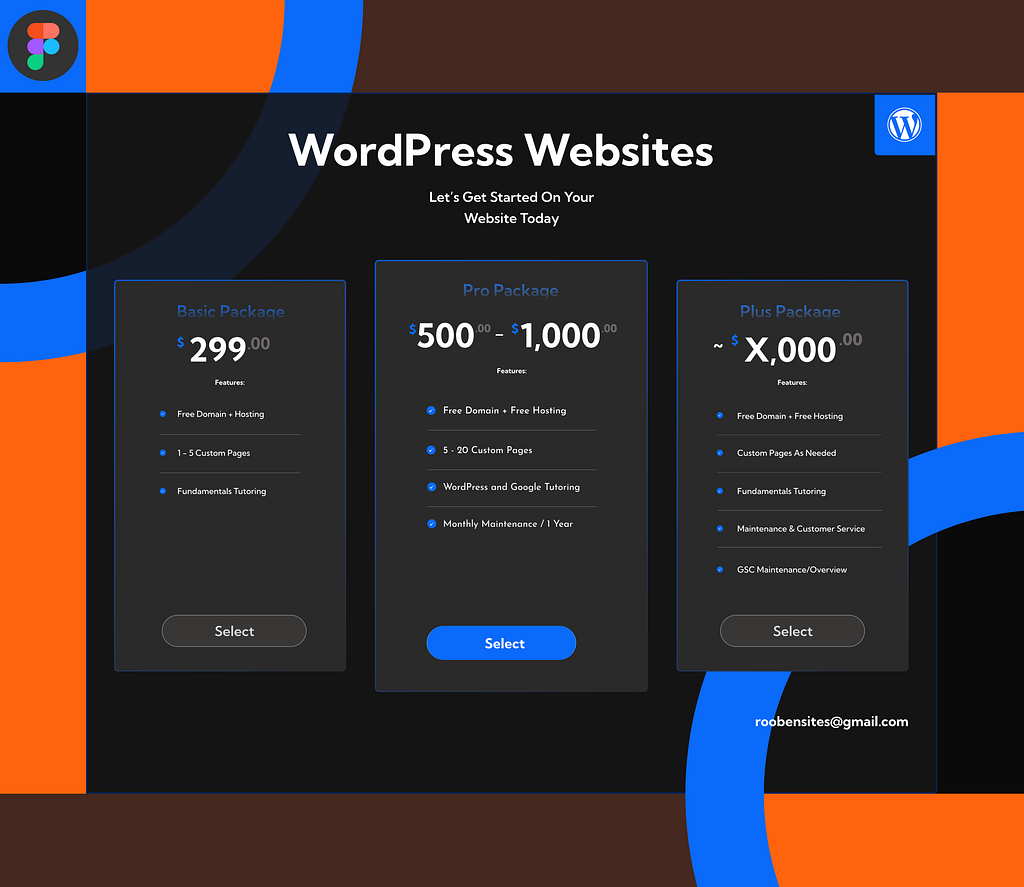 WordPress Websites
Let's Get Started On Your
Website Today
Basic Package
$299.00
Features:
Free Domain + Hosting
1 - 5 Custom Pages
Fundamentals Tutoring
Select
Pro Package
$500.00 - $1,000.00
Features:
Free Domain + Free Hosting
5 - 20 Custom Pages
WordPress and Google Tutoring
Monthly Maintenance / 1 Year
Select
Plus Package
~ $X,000.00
Features:
Free Domain + Free Hosting
Custom Pages As Needed
Fundamentals Tutoring
Maintenance & Customer Service
GSC Maintenance/Overview
Select
roobensites@gmail.com